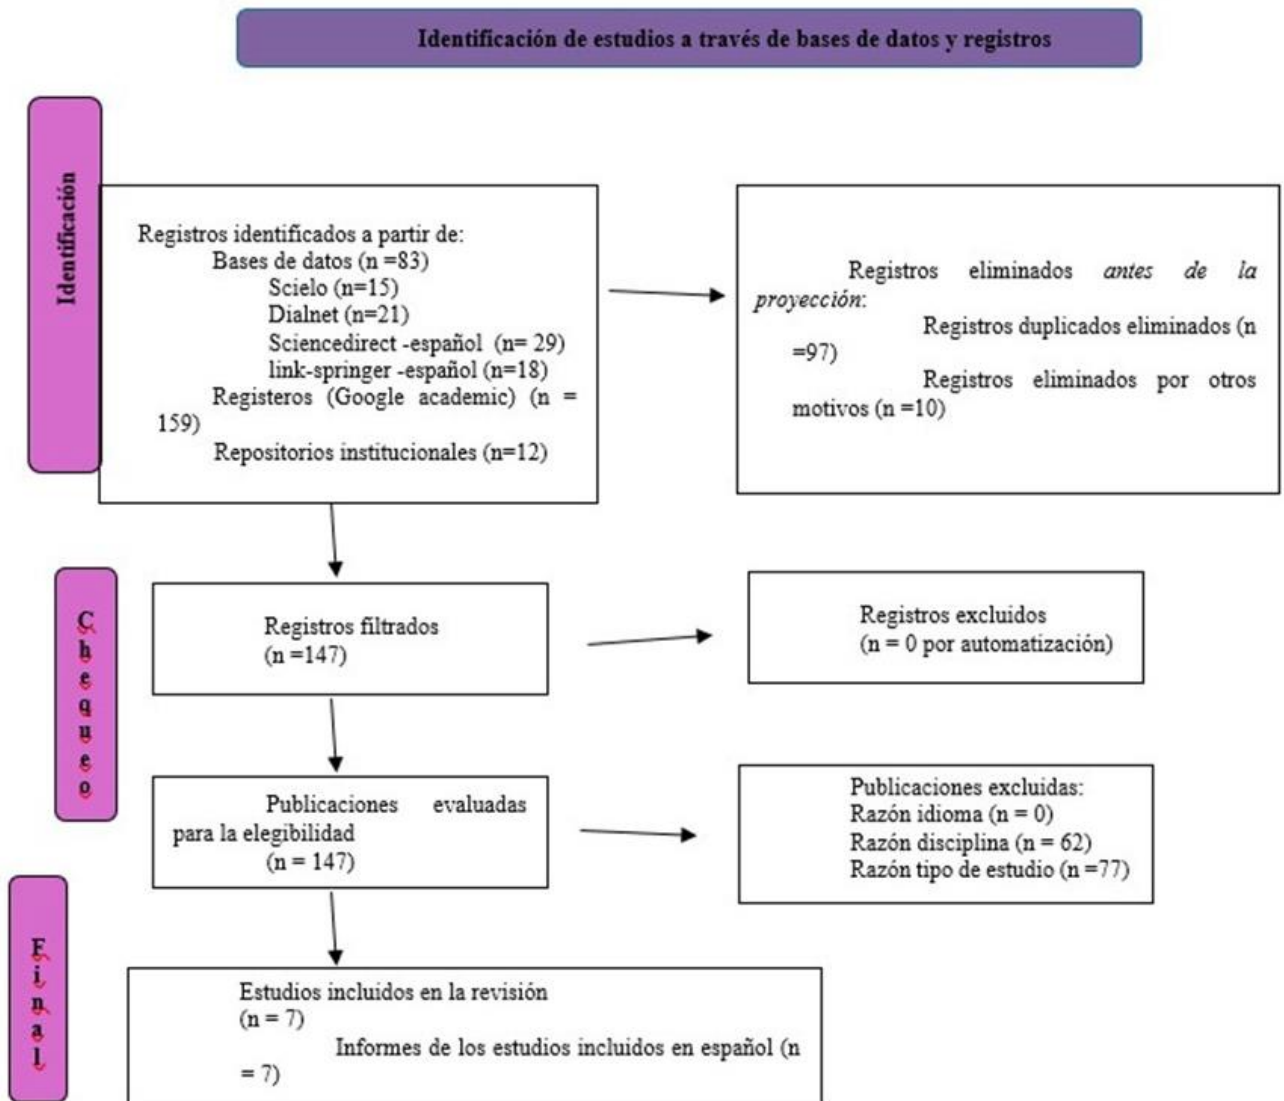 Identificación de estudios a través de bases de datos y registros
Identificación
Registros identificados a partir de:
Bases de datos (n =83)
Scielo (n=15)
Dialnet (n=21)
Sciencedirect -español (n= 29)
link-springer -español (n=18)
Registeros (Google academic) (n =
159)
Repositorios institucionales (n=12)
Registros eliminados antes de la
proyección:
Registros duplicados eliminados (n
=97)
Registros eliminados por otros
motivos (n =10)
Chequeo
Registros filtrados
(n =147)
Registros excluidos
(n = 0 por automatización)
Publicaciones evaluadas
para la elegibilidad
(n = 147)
Publicaciones excluidas:
Razón idioma (n = 0)
Razón disciplina (n = 62)
Razón tipo de estudio (n =77)
Final
Estudios incluidos en la revisión
(n = 7)
Informes de los estudios incluidos en español (n
= 7)